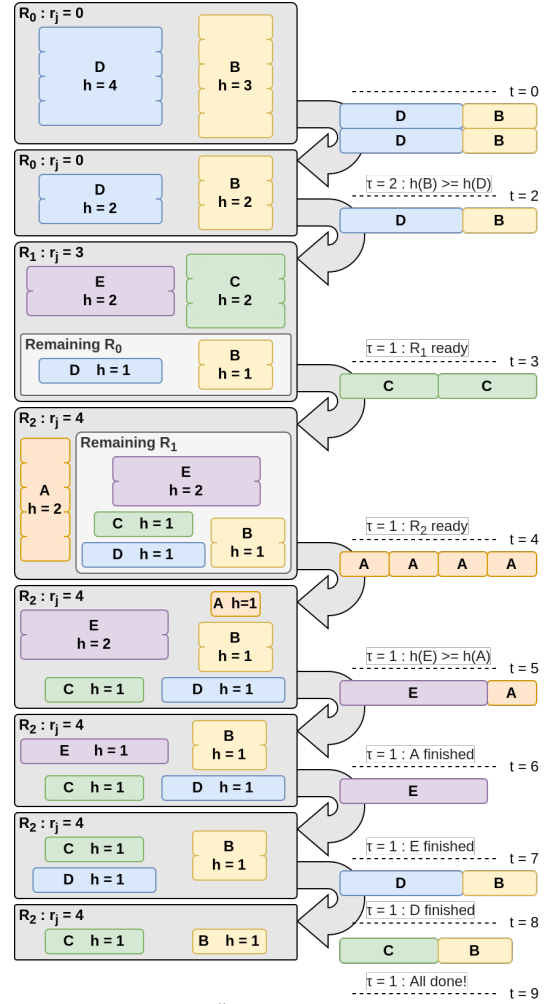 R0 : rj = 0
D
h = 4
B
h = 3
t = 0
D
B
D
B
R0 : rj = 0
D
h = 2
B
h = 2
τ = 2 : h(B) >= h(D)
t = 2
D
B
R1 : rj = 3
E
h = 2
C
h = 2
Remaining R0
D h = 1
B
h = 1
τ = 1 : R1 ready
t = 3
C
C
R2 : rj = 4
A
h = 2
Remaining R1
E
h = 2
C h = 1
D h = 1
B
h = 1
τ = 1 : R2 ready
t = 4
A
A
A
A
R2 : rj = 4
A h=1
E
h = 2
B
h = 1
C h = 1
D h = 1
τ = 1 : h(E) >= h(A)
t = 5
E
A
R2 : rj = 4
E h = 1
B
h = 1
C h = 1
D h = 1
τ = 1 : A finished
t = 6
E
R2 : rj = 4
C h = 1
D h = 1
B
h = 1
τ = 1 : E finished
t = 7
D
B
R2 : rj = 4
C h = 1
B h = 1
τ = 1 : D finished
t = 8
C
B
τ = 1 : All done!
t = 9